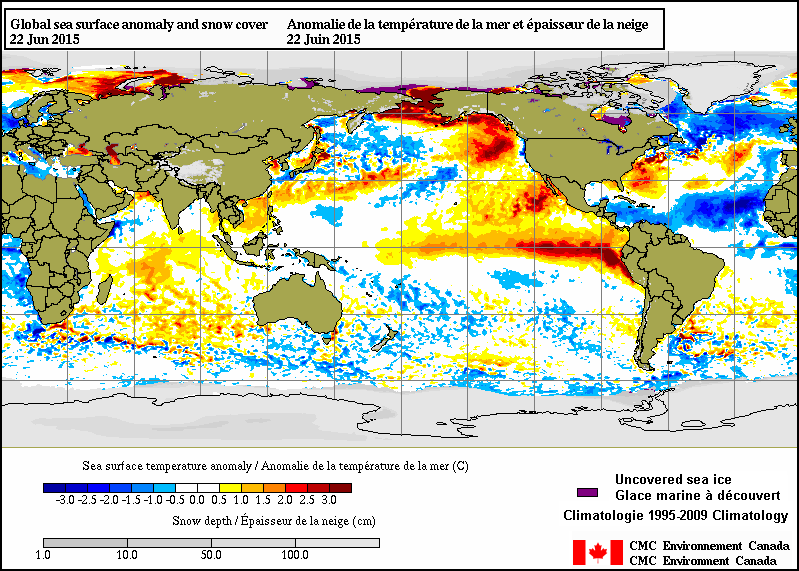 Global sea surface anomaly and snow cover
22 Jun 2015
Anomalie de la température de la mer et épaisseur de la neige
22 Juin 2015
Sea surface temperature anomaly / Anomalie de la température de la mer (C)
-3.0 -2.5 -2.0 -1.0 -0.5 0.0 0.5 1.0 1.5 2.0 2.5 3.0
Snow depth / Épaisseur de la neige (cm)
1.0 10.0 50.0 100.0
Uncovered sea ice
Glace marine à découvert
Climatologie 1995-2009 Climatology
CMC Environnement Canada
CMC Environment Canada